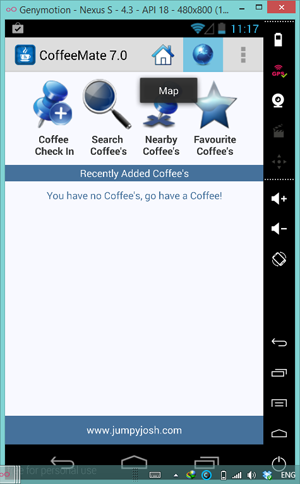 Genymotion - Nexus S - 4.3 - API 18 - 480x800 (1...
11:17
CoffeeMate 7.0
Map
GPS
Coffee Check In
Search Coffee's
Nearby Coffee's
Favourite Coffee's
Recently Added Coffee's
You have no Coffee's, go have a Coffee!
www.jumpyjosh.com
for personal use
ENG